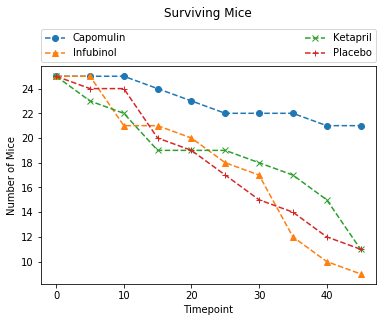 Surviving Mice
Capomulin
Infubinol
Ketapril
Placebo
24
22
20
18
16
14
12
10
Number of Mice
0 10 20 30 40
Timepoint